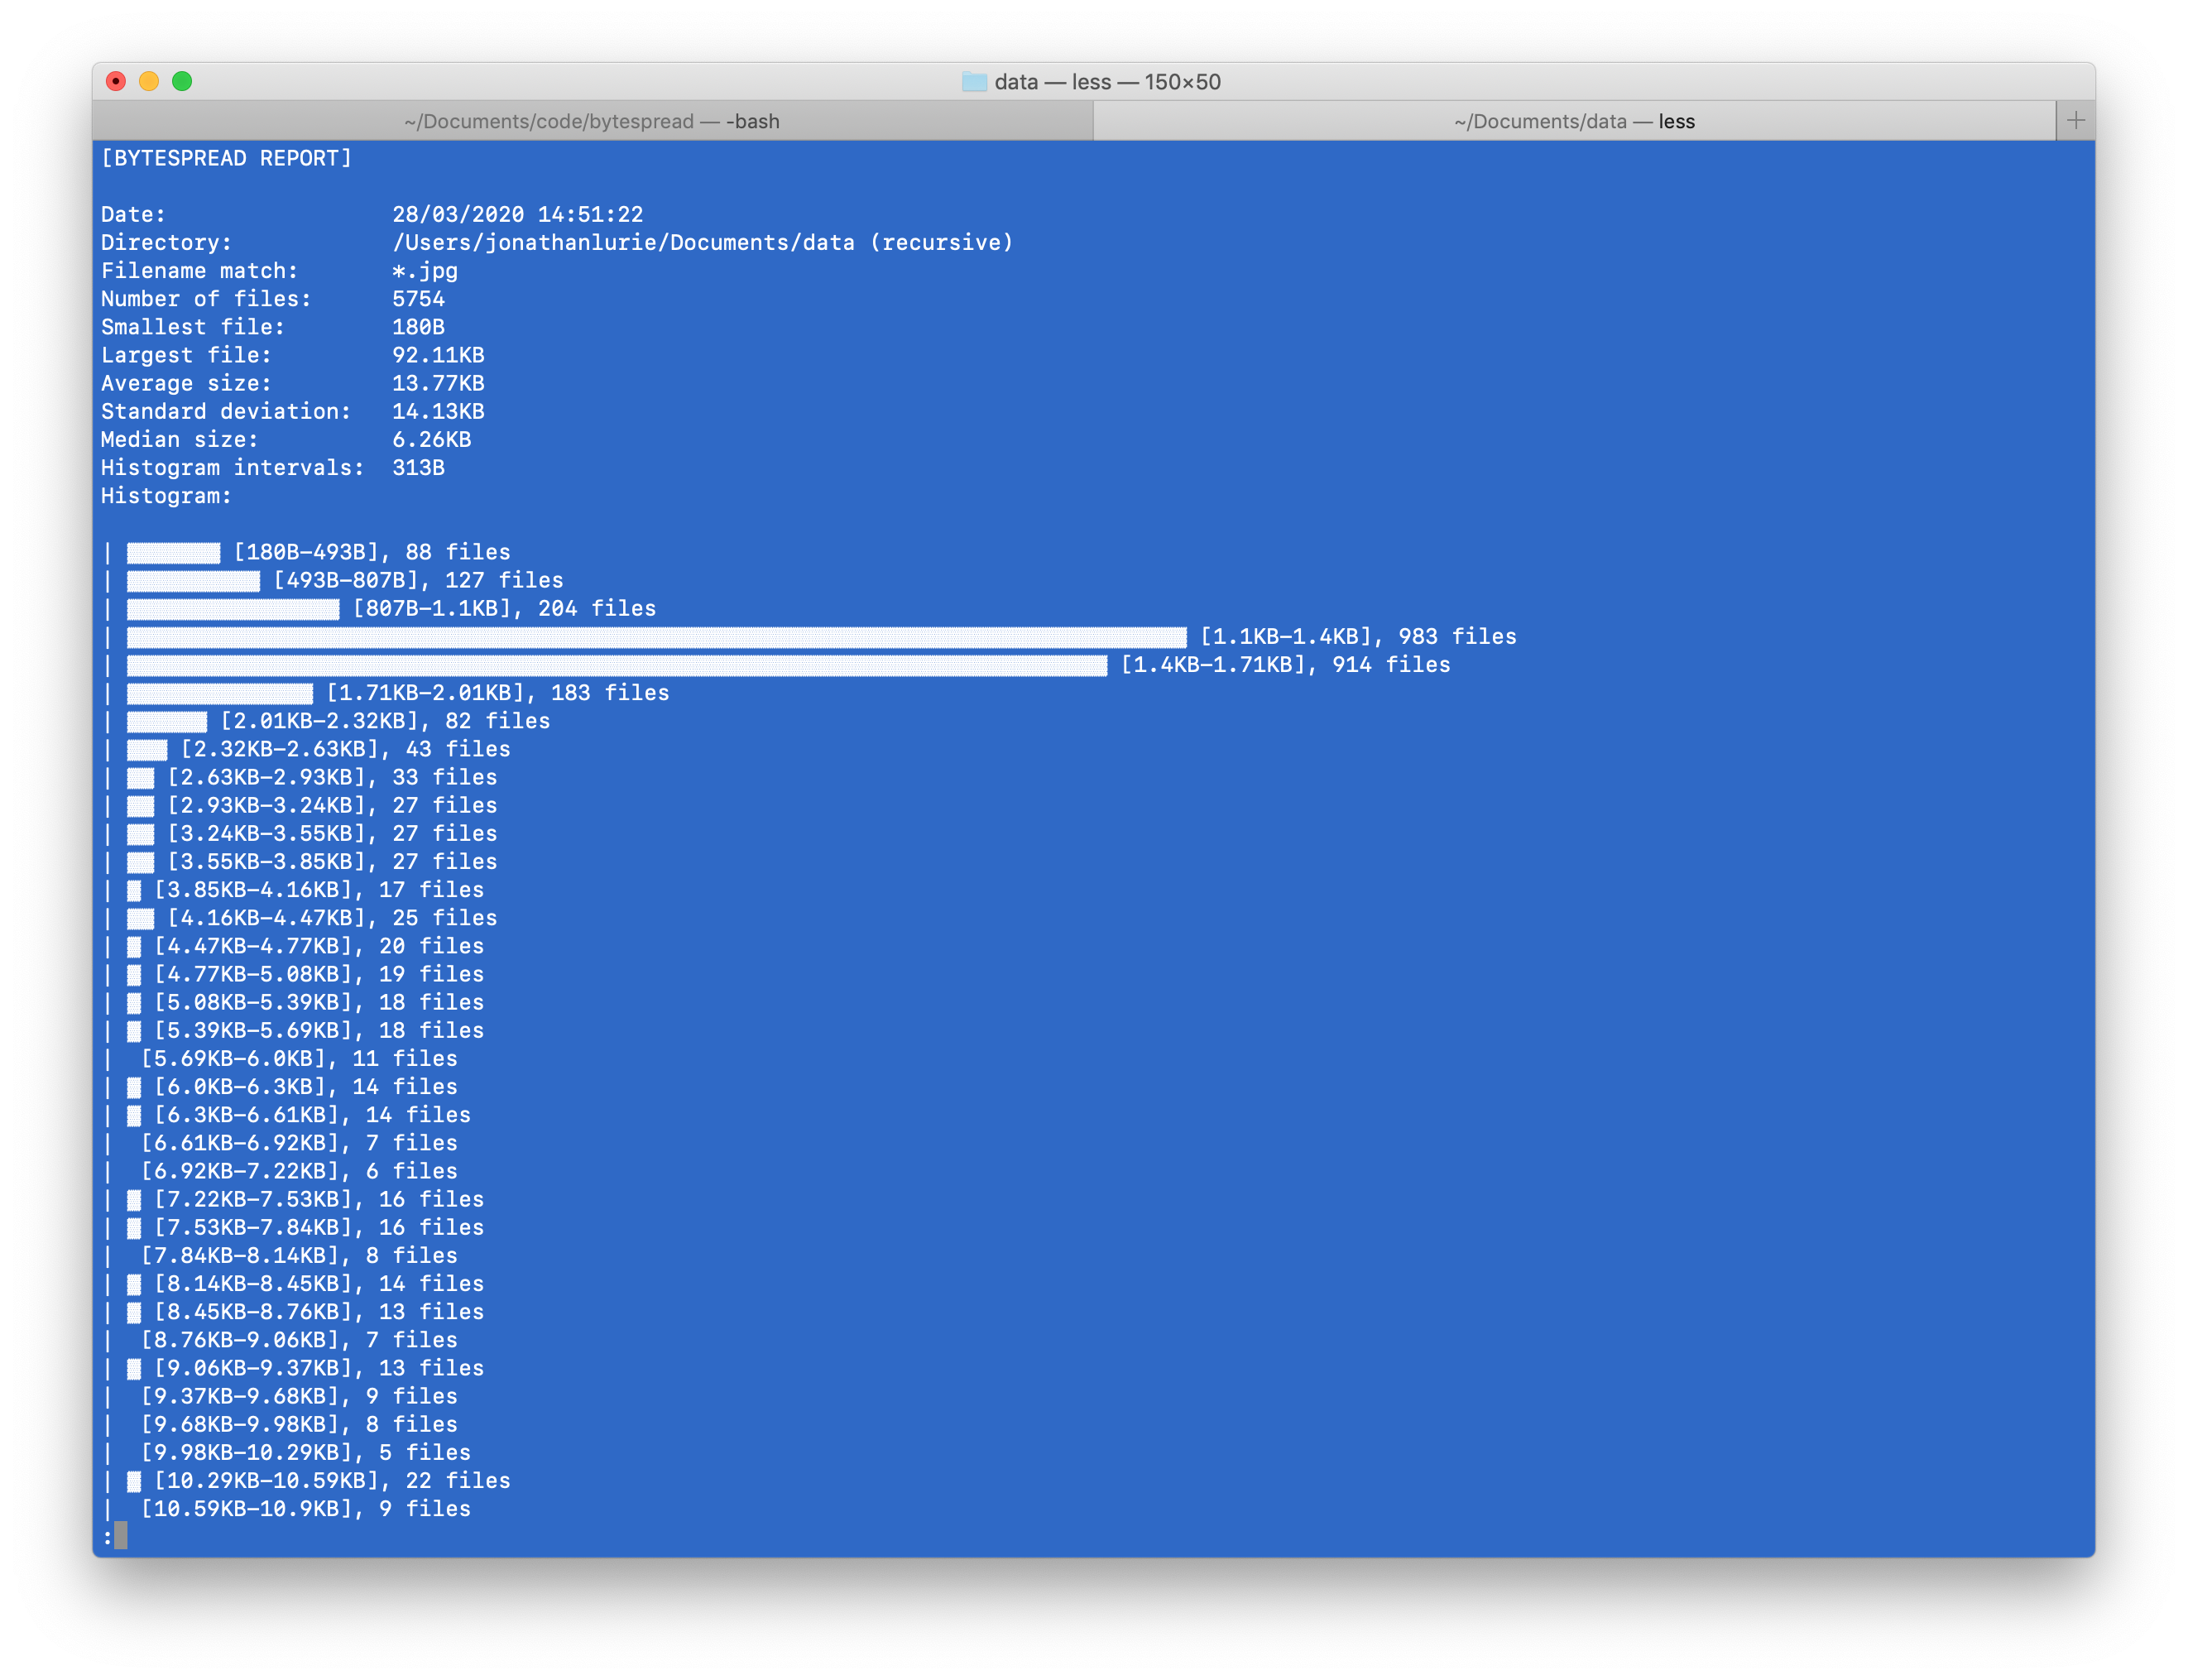 data — less — 150×50
~/Documents/code/bytespread — -bash
~/Documents/data — less
[BYTESPREAD REPORT]
Date: 28/03/2020 14:51:22
Directory: /Users/jonathanlurie/Documents/data (recursive)
Filename match: *.jpg
Number of files: 5754
Smallest file: 180B
Largest file: 92.11KB
Average size: 13.77KB
Standard deviation: 14.13KB
Median size: 6.26KB
Histogram intervals: 313B
Histogram:
| ▓▓▓▓▓▓▓ [180B-493B], 88 files
| ▓▓▓▓▓▓▓▓▓▓ [493B-807B], 127 files
| ▓▓▓▓▓▓▓▓▓▓▓▓▓▓▓▓ [807B-1.1KB], 204 files
| ▓▓▓▓▓▓▓▓▓▓▓▓▓▓▓▓▓▓▓▓▓▓▓▓▓▓▓▓▓▓▓▓▓▓▓▓▓▓▓▓▓▓▓▓▓▓▓▓▓▓▓▓▓▓▓▓▓▓▓▓▓▓▓▓▓▓▓▓▓▓▓▓▓▓▓▓▓▓▓▓ [1.1KB-1.4KB], 983 files
| ▓▓▓▓▓▓▓▓▓▓▓▓▓▓▓▓▓▓▓▓▓▓▓▓▓▓▓▓▓▓▓▓▓▓▓▓▓▓▓▓▓▓▓▓▓▓▓▓▓▓▓▓▓▓▓▓▓▓▓▓▓▓▓▓▓▓▓▓▓▓▓▓▓▓ [1.4KB-1.71KB], 914 files
| ▓▓▓▓▓▓▓▓▓▓▓▓▓▓ [1.71KB-2.01KB], 183 files
| ▓▓▓▓▓▓ [2.01KB-2.32KB], 82 files
| ▓▓▓ [2.32KB-2.63KB], 43 files
| ▓▓ [2.63KB-2.93KB], 33 files
| ▓▓ [2.93KB-3.24KB], 27 files
| ▓▓ [3.24KB-3.55KB], 27 files
| ▓▓ [3.55KB-3.85KB], 27 files
| ▓ [3.85KB-4.16KB], 17 files
| ▓▓ [4.16KB-4.47KB], 25 files
| ▓ [4.47KB-4.77KB], 20 files
| ▓ [4.77KB-5.08KB], 19 files
| ▓ [5.08KB-5.39KB], 18 files
| ▓ [5.39KB-5.69KB], 18 files
| [5.69KB-6.0KB], 11 files
| ▓ [6.0KB-6.3KB], 14 files
| ▓ [6.3KB-6.61KB], 14 files
| [6.61KB-6.92KB], 7 files
| [6.92KB-7.22KB], 6 files
| ▓ [7.22KB-7.53KB], 16 files
| ▓ [7.53KB-7.84KB], 16 files
| [7.84KB-8.14KB], 8 files
| ▓ [8.14KB-8.45KB], 14 files
| ▓ [8.45KB-8.76KB], 13 files
| [8.76KB-9.06KB], 7 files
| ▓ [9.06KB-9.37KB], 13 files
| [9.37KB-9.68KB], 9 files
| [9.68KB-9.98KB], 8 files
| [9.98KB-10.29KB], 5 files
| ▓ [10.29KB-10.59KB], 22 files
| [10.59KB-10.9KB], 9 files
: